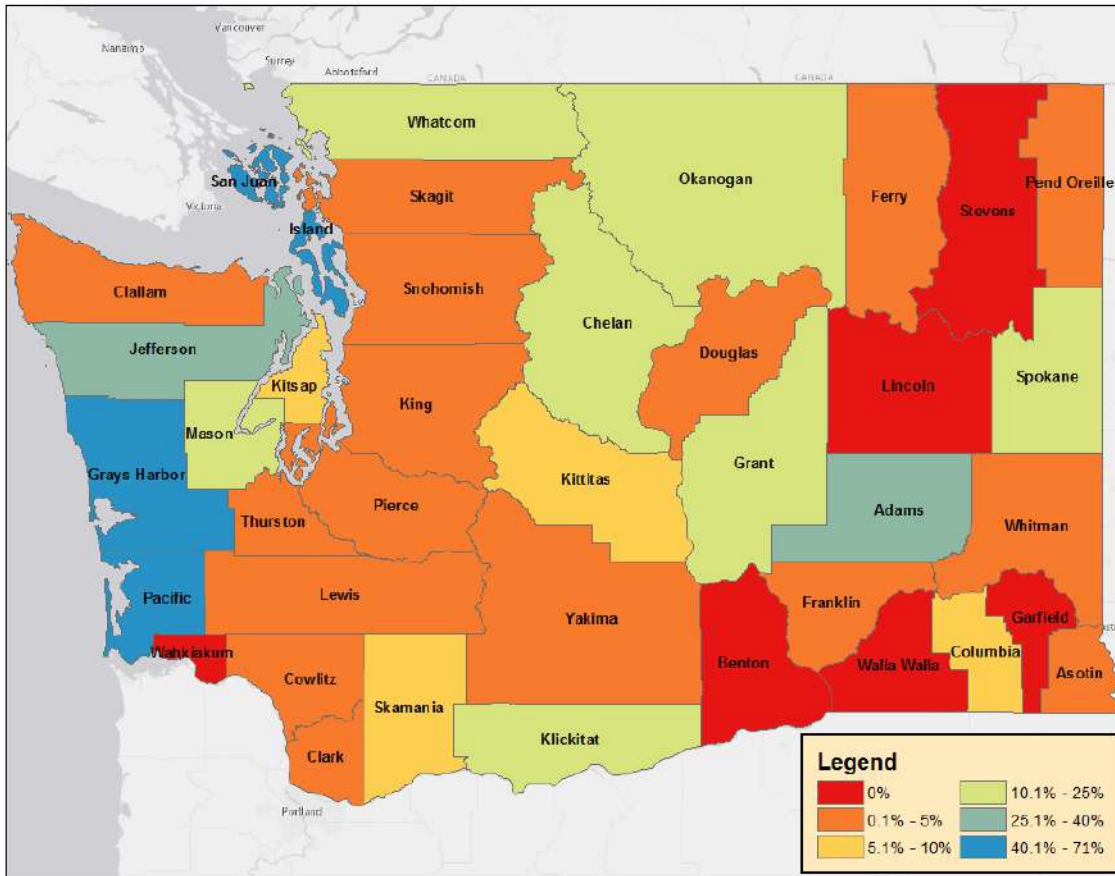 Vancouver
Nanaimo
Surrey
Abbotsford
CANADA
CANADA
Whatcom
San Juan
Okanogan
Skagit
Ferry
Stevens
Pend Oreille
Victoria
Island
Clallam
Snohomish
Chelan
Jefferson
Douglas
Kitsap
King
Lincoln
Spokane
Mason
Grays Harbor
Grant
Kittitas
Pierce
Adams
Thurston
Whitman
Pacific
Lewis
Yakima
Franklin
Garfield
Wahkiakum
Benton
Walla Walla
Columbia
Asotin
Cowlitz
Skamania
Klickitat
Clark
Portland
Legend
0%
10.1% - 25%
0.1% - 5%
25.1% - 40%
5.1% - 10%
40.1% - 71%